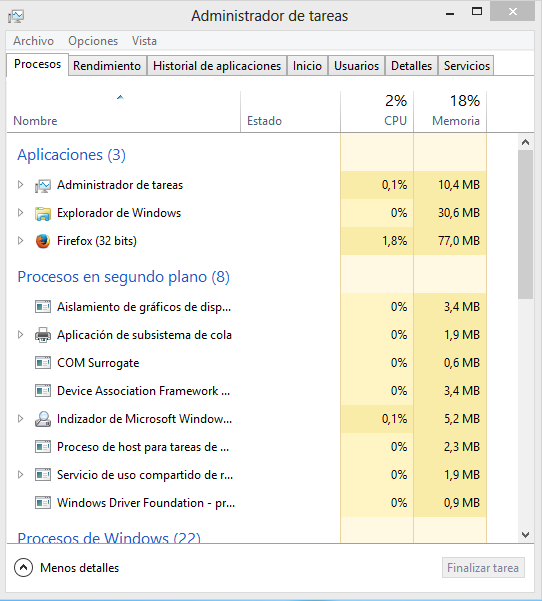 Administrador de tareas
Archivo Opciones Vista
Procesos Rendimiento Historial de aplicaciones Inicio Usuarios Detalles Servicios
2% 18%
Nombre Estado CPU Memoria
Aplicaciones (3)
Administrador de tareas 0,1% 10,4 MB
Explorador de Windows 0% 30,6 MB
Firefox (32 bits) 1,8% 77,0 MB
Procesos en segundo plano (8)
Aislamiento de gráficos de disp... 0% 3,4 MB
Aplicación de subsistema de cola 0% 1,9 MB
COM Surrogate 0% 0,6 MB
Device Association Framework ... 0% 3,4 MB
Indizador de Microsoft Window... 0,1% 5,2 MB
Proceso de host para tareas de ... 0% 2,3 MB
Servicio de uso compartido de r... 0% 1,9 MB
Windows Driver Foundation - pr... 0% 0,9 MB
Procesos de Windows (22)
Menos detalles Finalizar tarea